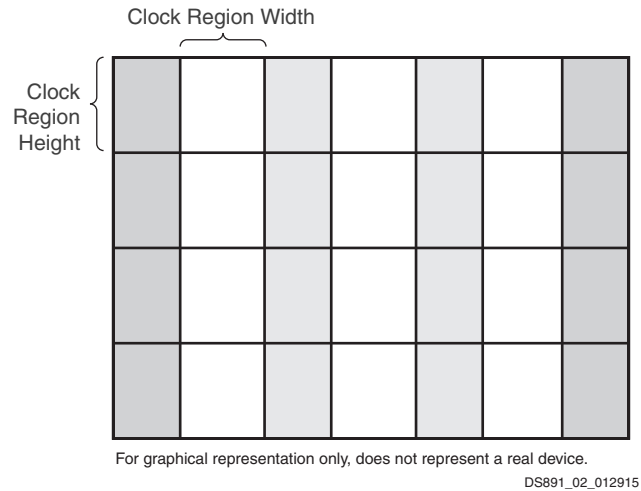 Clock Region Width
Clock
Region
Height
For graphical representation only, does not represent a real device.
DS891_02_012915